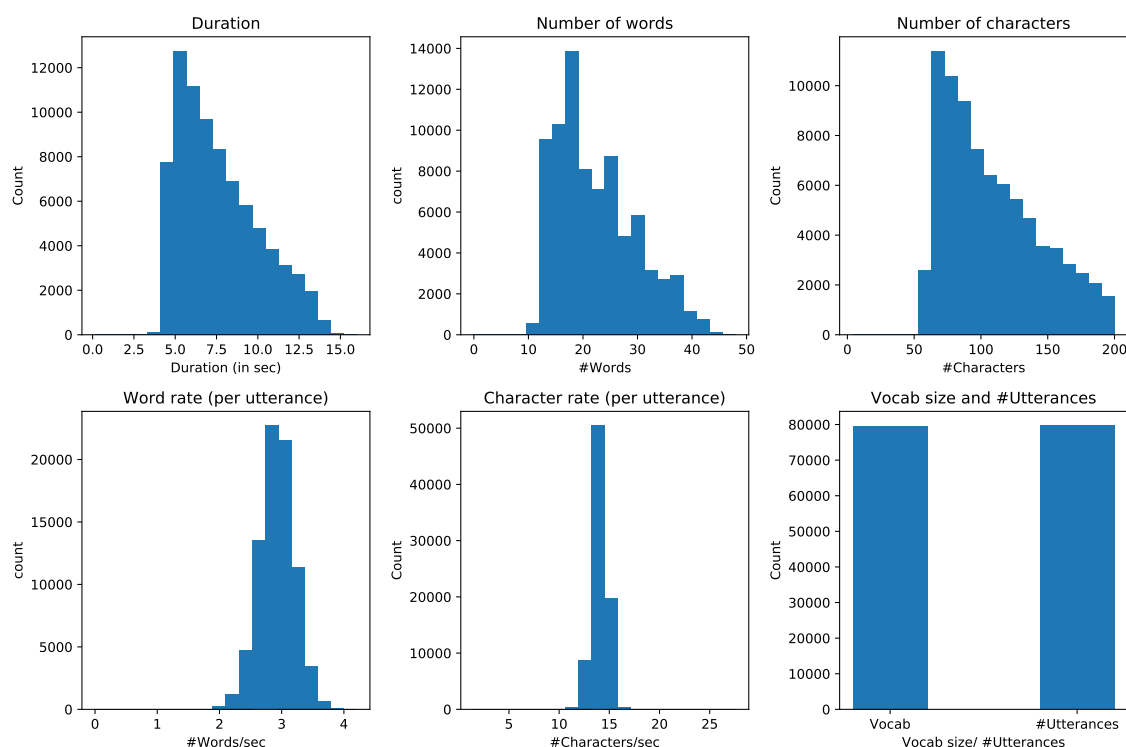 Duration
Count
12000
10000
8000
6000
4000
2000
0
0.0 2.5 5.0 7.5 10.0 12.5 15.0
Duration (in sec)
Number of words
count
14000
12000
10000
8000
6000
4000
2000
0
0 10 20 30 40 50
#Words
Number of characters
Count
10000
8000
6000
4000
2000
0
0 50 100 150 200
#Characters
Word rate (per utterance)
count
20000
15000
10000
5000
0
0 1 2 3 4
#Words/sec
Character rate (per utterance)
Count
50000
40000
30000
20000
10000
0
5 10 15 20 25
#Characters/sec
Vocab size and #Utterances
Count
80000
70000
60000
50000
40000
30000
20000
10000
0
Vocab #Utterances
Vocab size/ #Utterances